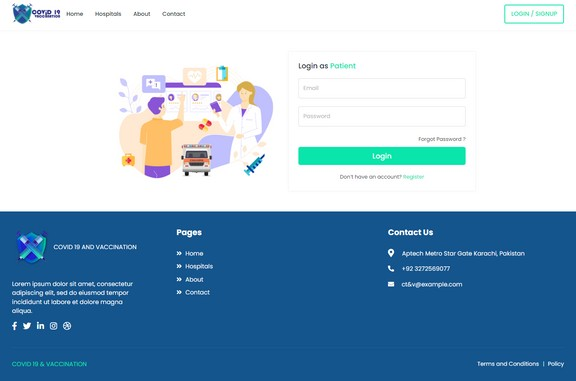 COVID 19
VACCINATION
Home
Hospitals
About
Contact
LOGIN / SIGNUP
Login as Patient
Email
Password
Forgot Password ?
Login
Don't have an account? Register
COVID 19 AND VACCINATION
Lorem ipsum dolor sit amet, consectetur
adipiscing elit, sed do eiusmod tempor
incididunt ut labore et dolore magna
aliqua.
Pages
Home
Hospitals
About
Contact
Contact Us
Aptech Metro Star Gate Karachi, Pakistan
+92 3272569077
ct&v@example.com
COVID 19 & VACCINATION
Terms and Conditions | Policy